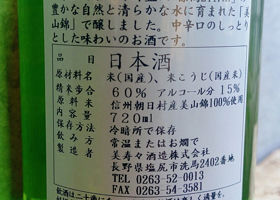 豊かな自然と清らかな水に育まれた「美
山錦」で醸しました。中辛口のしっとり
とした味わいのお酒です。
品目 日本酒
原材料名 米(国産)、米こうじ(国産米)
精米歩合 60% アルコール分 15%
原料米 信州朝日村産美山錦100%使用
内容量 720ml
保存方法 冷暗所で保存
飲み方 常温またはお燗で
製造者 美寿々酒造株式会社
長野県塩尻市洗馬2402番地
TEL 0263-52-0013
FAX 0263-54-3581